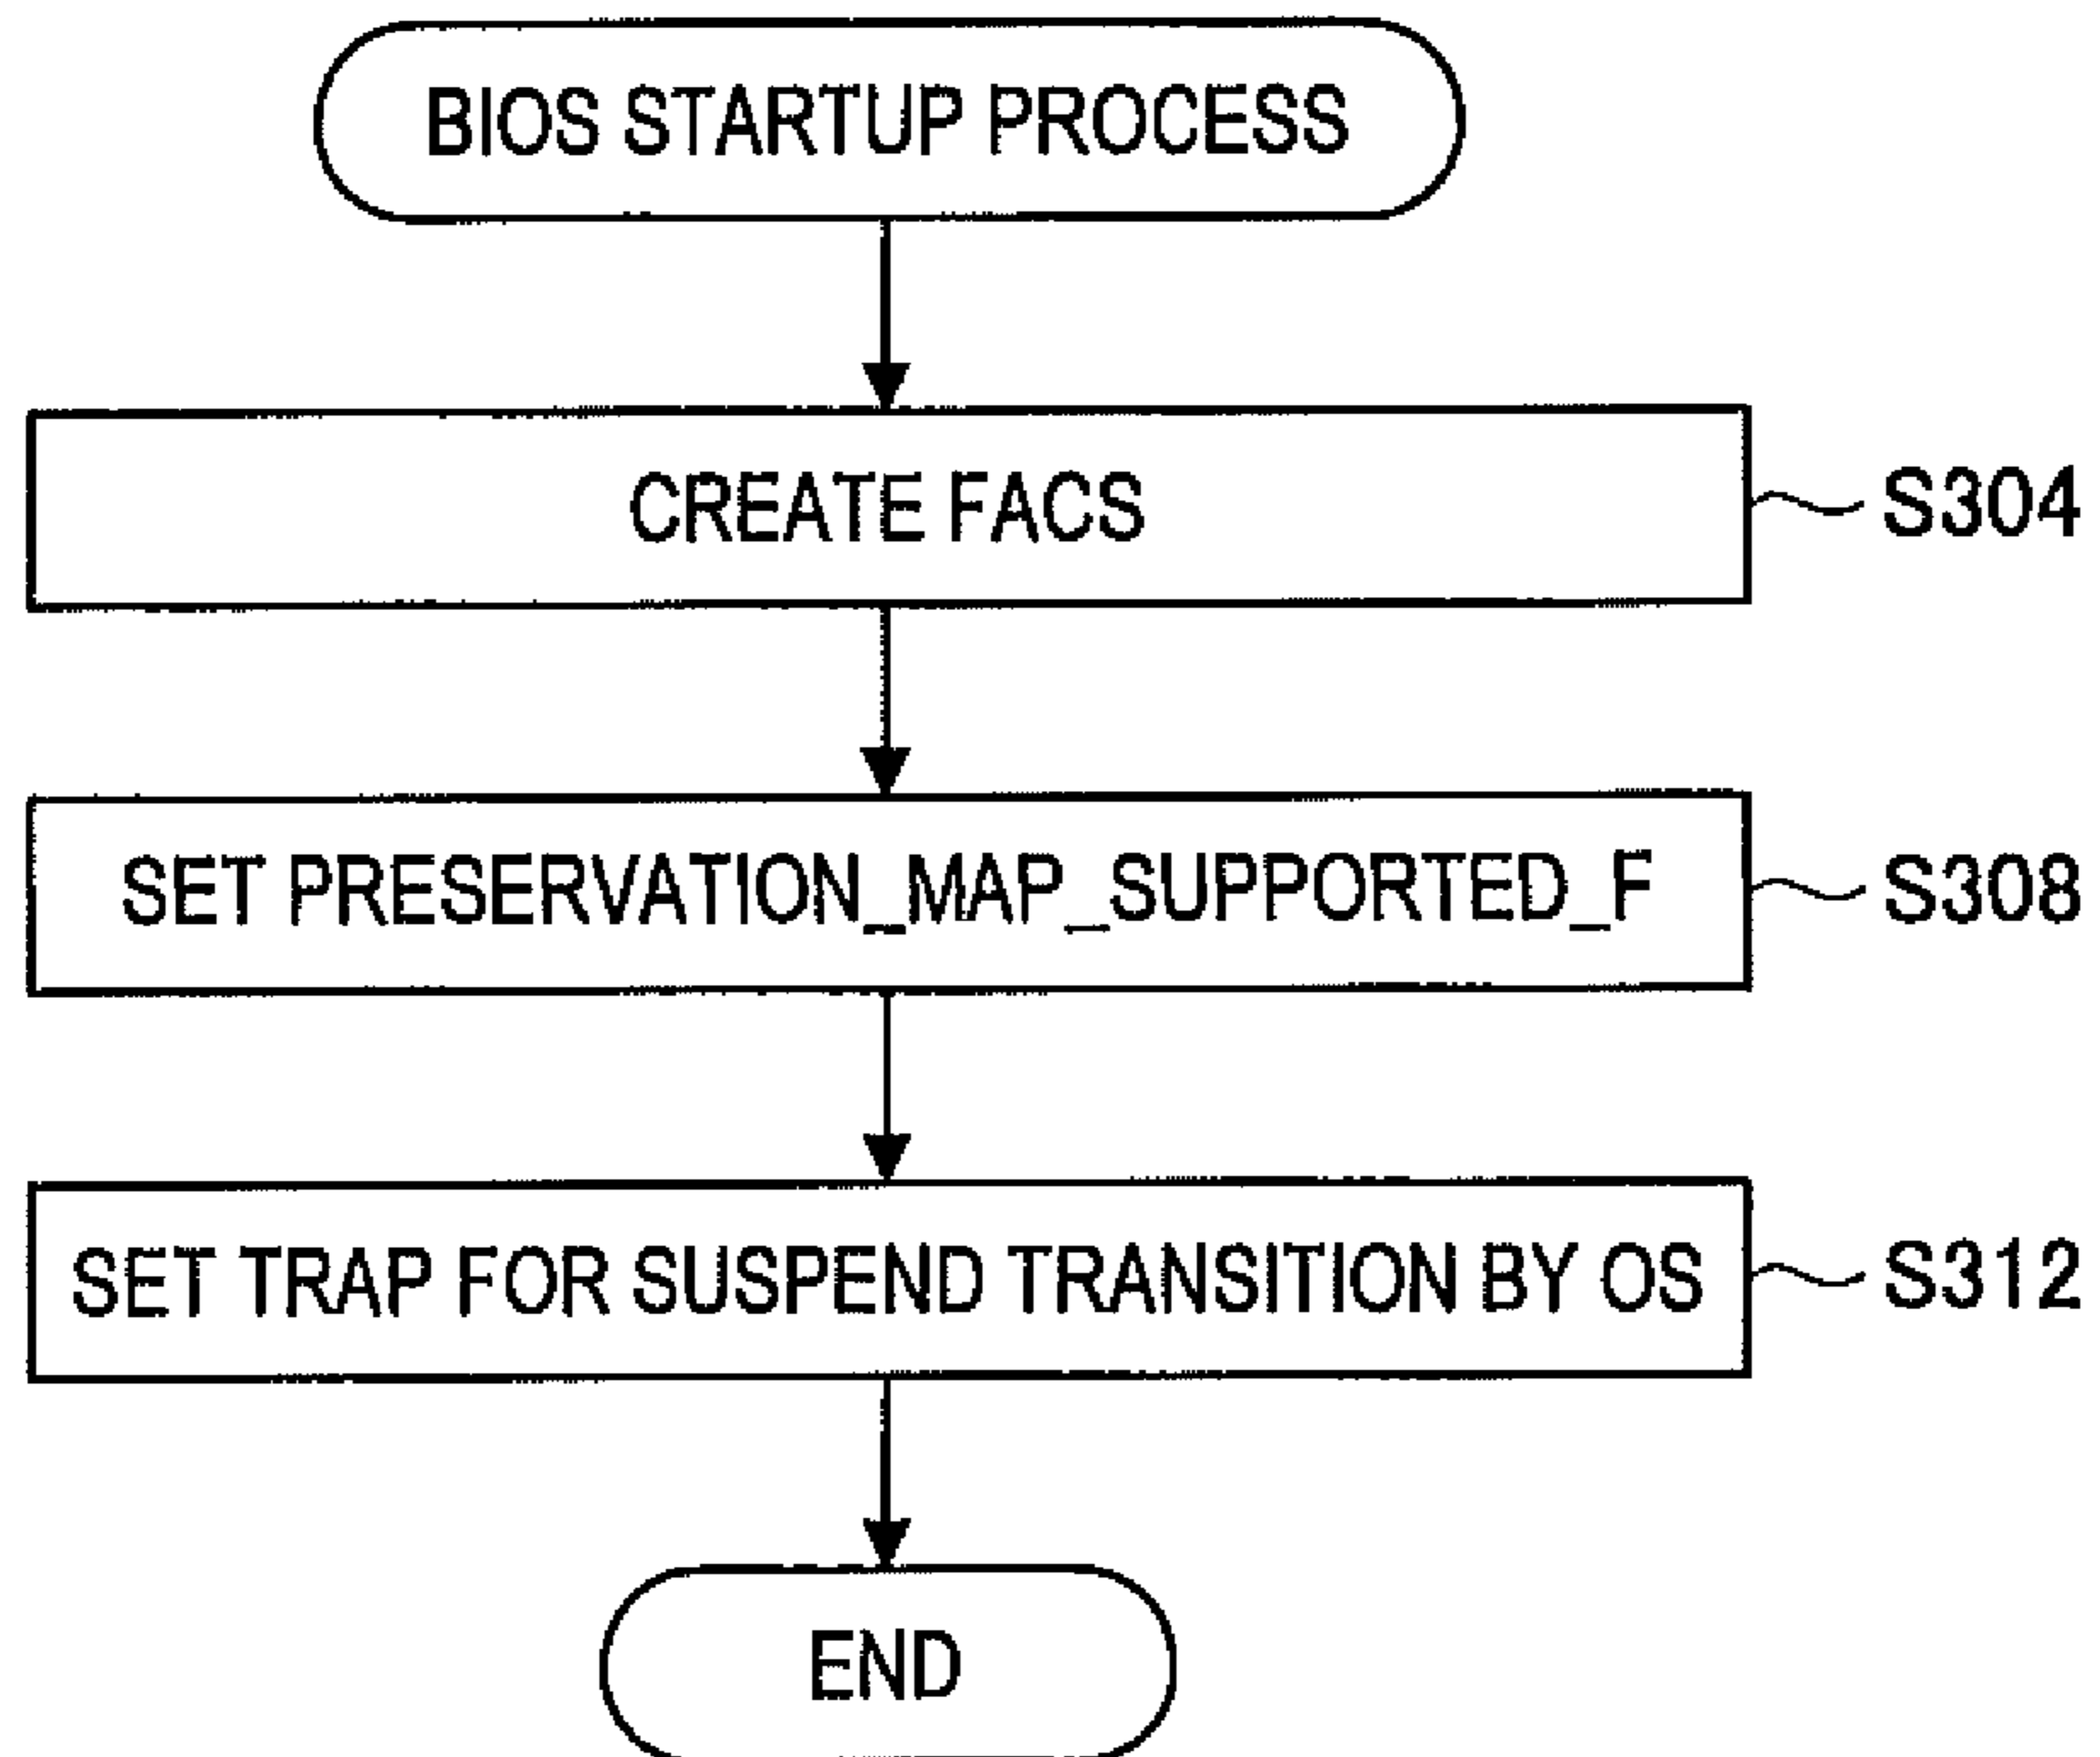 BIOS STARTUP PROCESS
CREATE FACS
S304
SET PRESERVATION_MAP_SUPPORTED_F
S308
SET TRAP FOR SUSPEND TRANSITION BY OS
S312
END